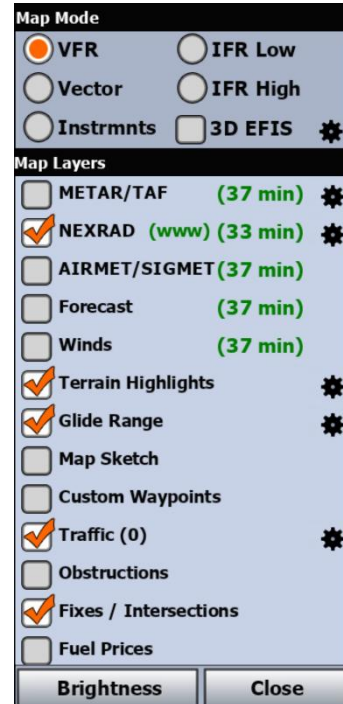 Map Mode
VFR IFR Low
Vector IFR High
Instrmnts 3D EFIS
Map Layers
METAR/TAF (37 min)
NEXRAD (www) (33 min)
AIRMET/SIGMET (37 min)
Forecast (37 min)
Winds (37 min)
Terrain Highlights
Glide Range
Map Sketch
Custom Waypoints
Traffic (0)
Obstructions
Fixes / Intersections
Fuel Prices
Brightness Close